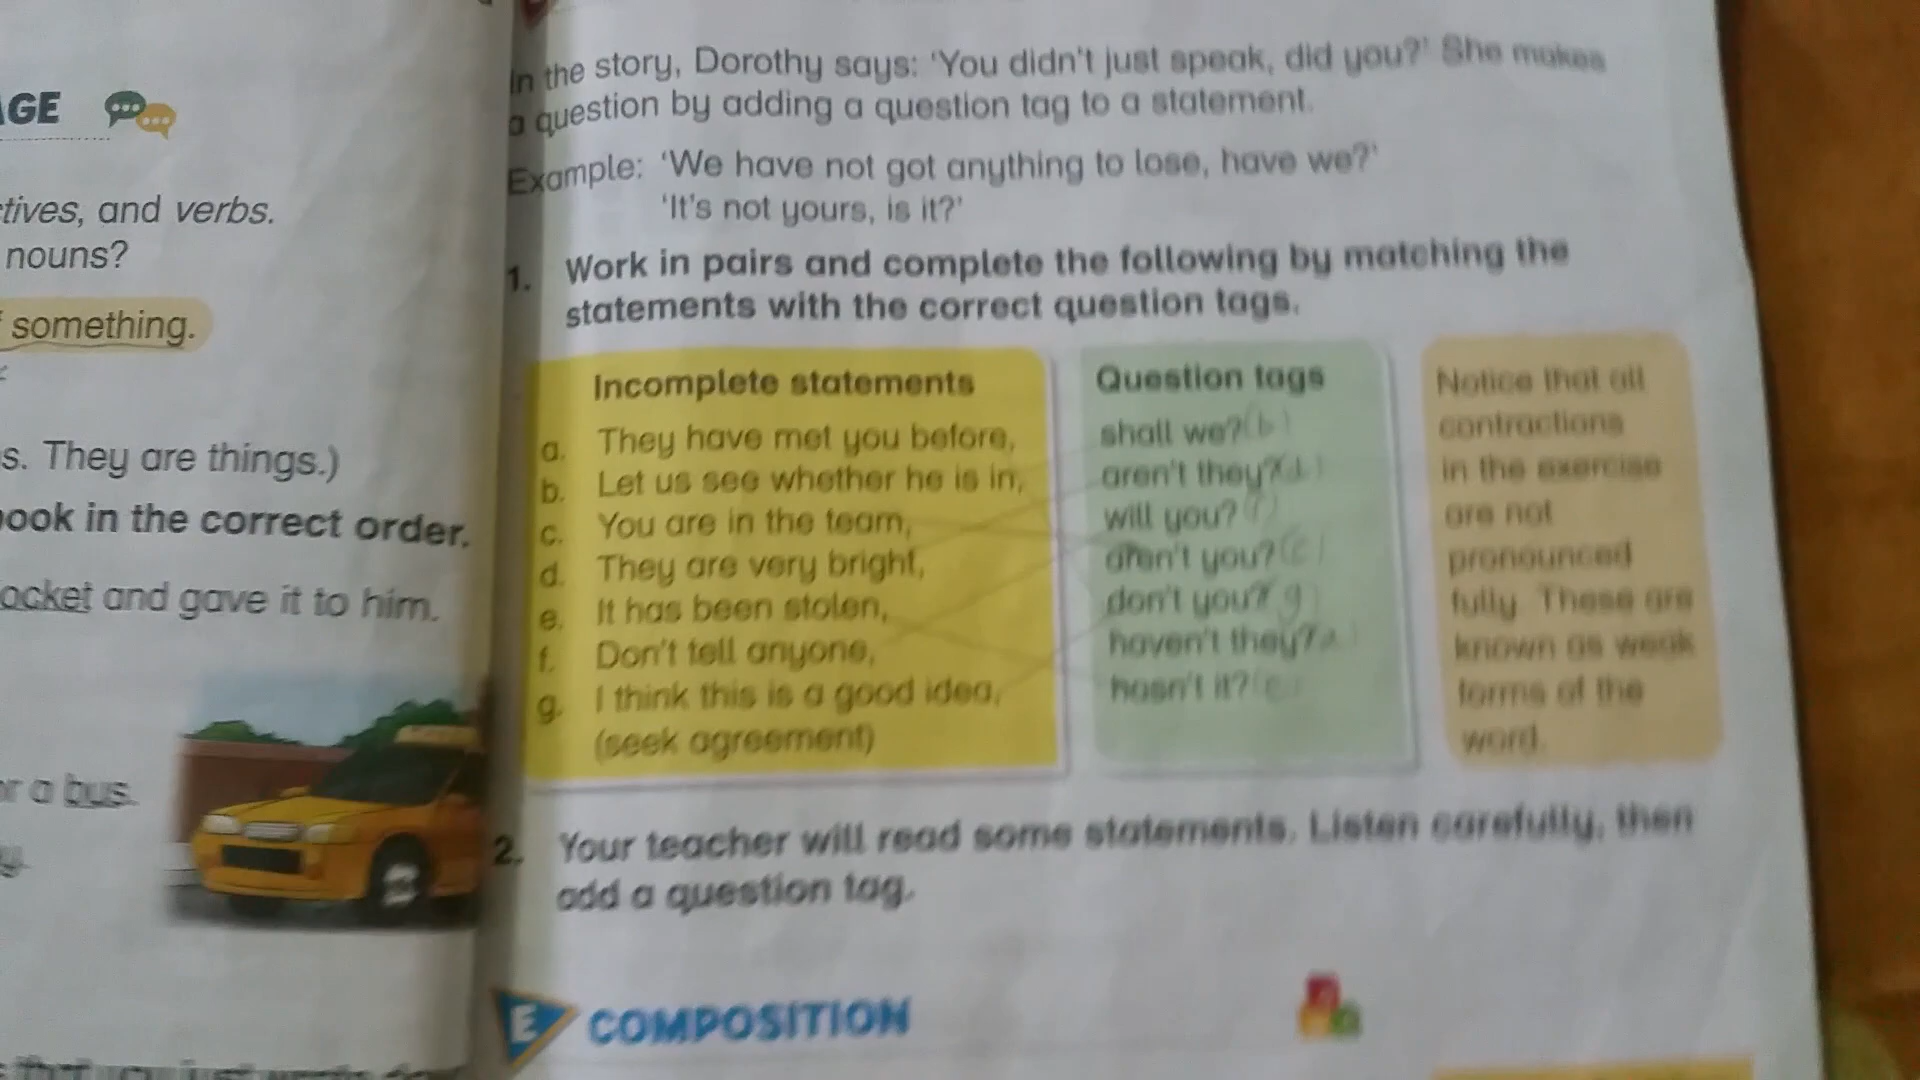 AGE
tives, and verbs.
nouns?
something.
s. They are things.)
ook in the correct order.
ocket and gave it to him.
r a bus.
y.
In the story, Dorothy says: ‘You didn't just speak, did you?’ She makes
a question by adding a question tag to a statement.
Example: ‘We have not got anything to lose, have we?’
‘It's not yours, is it?’
1. Work in pairs and complete the following by matching the
statements with the correct question tags.
Incomplete statements
a. They have met you before,
b. Let us see whether he is in,
c. You are in the team,
d. They are very bright,
e. It has been stolen,
f. Don't tell anyone,
g. I think this is a good idea,
(seek agreement)
Question tags
shall we? (b)
aren't they?
will you?
aren't you? (c)
don't you? (g)
haven't they?
hasn't it?
Notice that all
contractions
in the exercise
are not
pronounced
fully. These are
known as weak
forms of the
word.
2. Your teacher will read some statements. Listen carefully, then
add a question tag.
E COMPOSITION